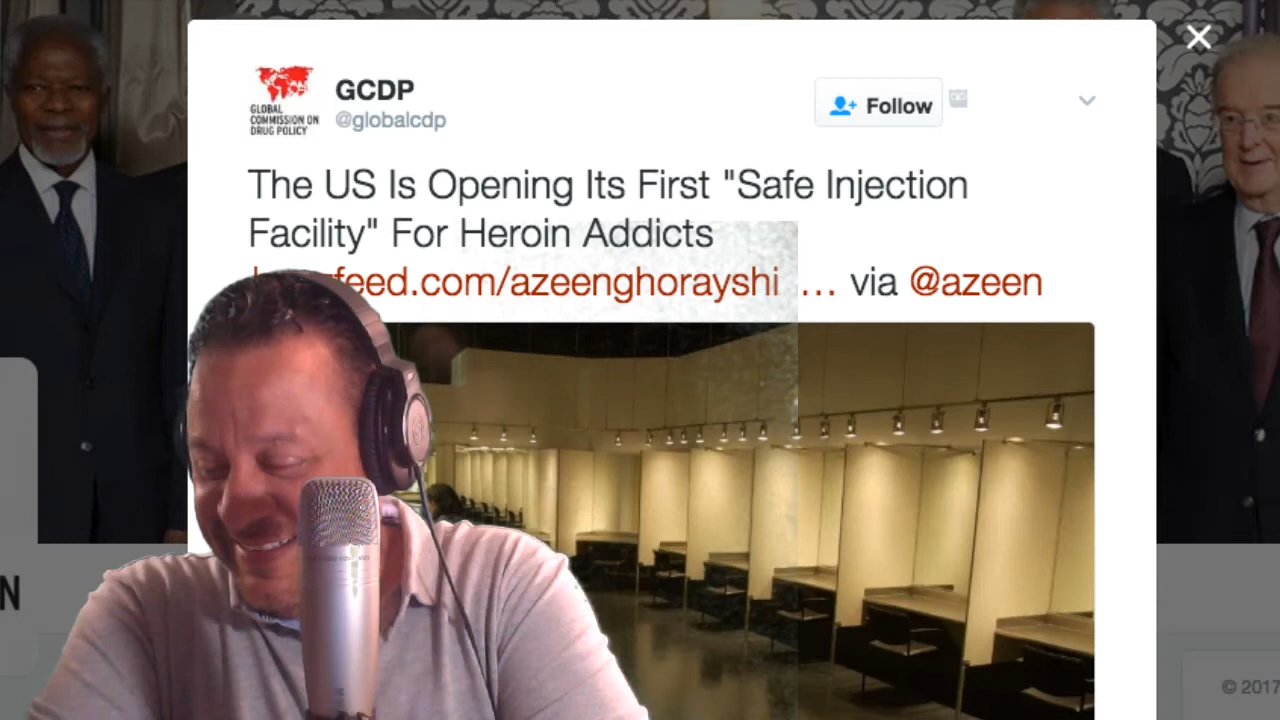 GCDP
@globalcdp
GLOBAL
COMMISSION ON
DRUG POLICY
Follow
The US Is Opening Its First "Safe Injection
Facility" For Heroin Addicts
feed.com/azeenghorayshi … via @azeen
N
© 2017